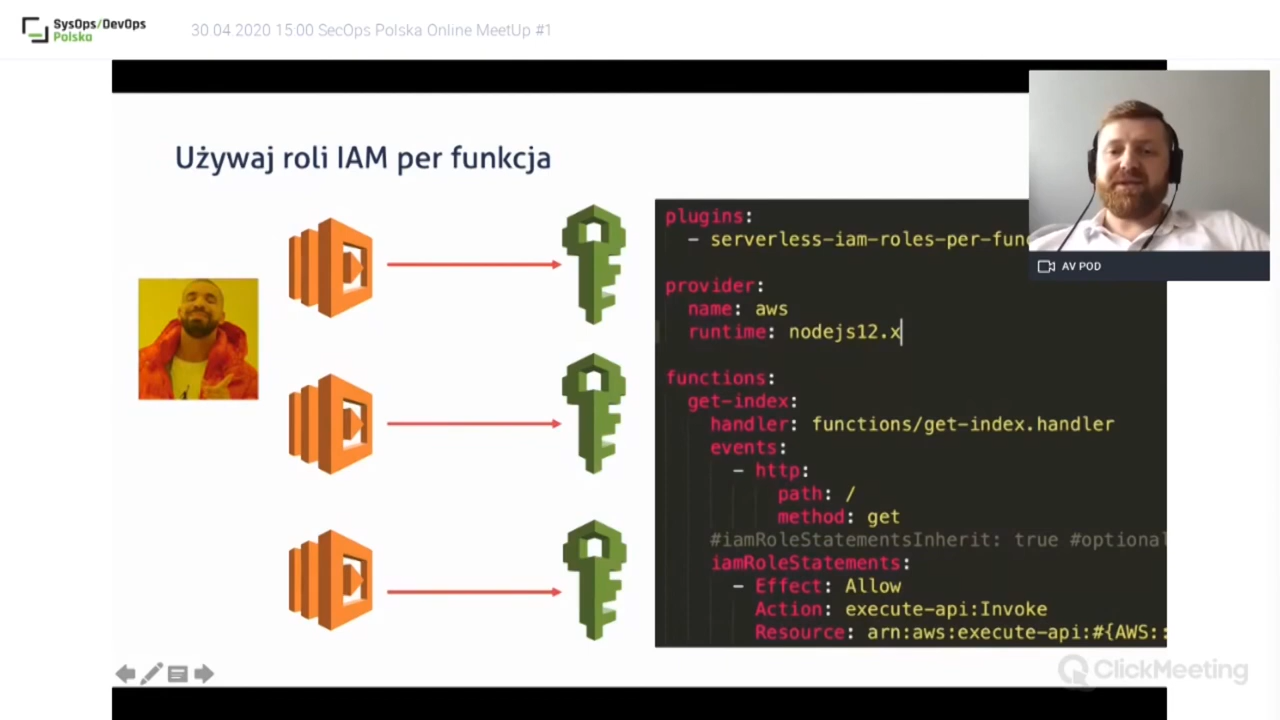 SysOps/DevOps
Polska
30 04 2020 15:00 SecOps Polska Online MeetUp #1
Używaj roli IAM per funkcja
AV POD
plugins:
- serverless-iam-roles-per-func
provider:
name: aws
runtime: nodejs12.x
functions:
get-index:
handler: functions/get-index.handler
events:
- http:
path: /
method: get
#iamRoleStatementsInherit: true #optional
iamRoleStatements:
- Effect: Allow
Action: execute-api:Invoke
Resource: arn:aws:execute-api:#{AWS::
ClickMeeting